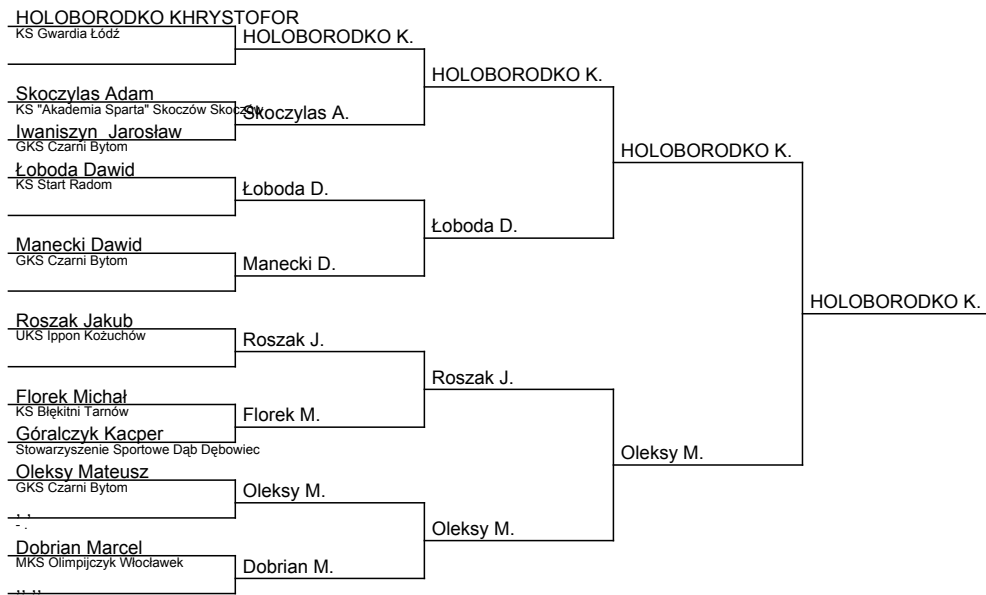 HOLOBORODKO KHRYSTOFOR
KS Gwardia Łódź
Skoczylas Adam
KS "Akademia Sparta" Skoczów Skoczów
Iwaniszyn  Jarosław
GKS Czarni Bytom
Łoboda Dawid
KS Start Radom
Manecki Dawid
GKS Czarni Bytom
Roszak Jakub
UKS Ippon Kożuchów
Florek Michał
KS Błękitni Tarnów
Góralczyk Kacper
Stowarzyszenie Sportowe Dąb Dębowiec
Oleksy Mateusz
GKS Czarni Bytom
, ,
- .
Dobrian Marcel
MKS Olimpijczyk Włocławek
,, ,,
HOLOBORODKO K.
Skoczylas A.
Łoboda D.
Manecki D.
Roszak J.
Florek M.
Oleksy M.
Dobrian M.
HOLOBORODKO K.
Łoboda D.
Roszak J.
Oleksy M.
HOLOBORODKO K.
Oleksy M.
HOLOBORODKO K.